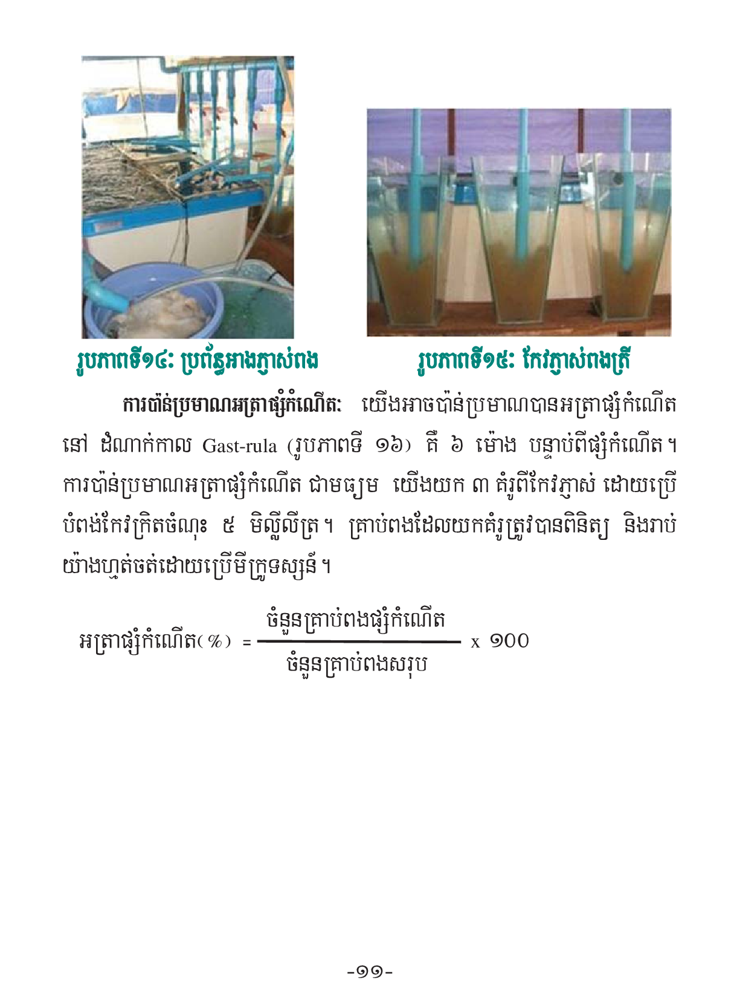 រូបភាពទី១៤: ប្រព័ន្ធអាងភ្ញាស់ពង
រូបភាពទី១៥: កែវភ្ញាស់ពងត្រី
ការប៉ាន់ប្រមាណអត្រាផ្សំកំណើត: យើងអាចប៉ាន់ប្រមាណបានអត្រាផ្សំកំណើត
នៅ ដំណាក់កាល Gast-rula (រូបភាពទី ១៦) គឺ ៦ ម៉ោង បន្ទាប់ពីផ្សំកំណើត។
ការប៉ាន់ប្រមាណអត្រាផ្សំកំណើត ជាមធ្យម យើងយក ៣ គំរូពីកែវភ្ញាស់ ដោយប្រើ
បំពង់កែវក្រិតចំណុះ ៥ មិល្លីលីត្រ។ គ្រាប់ពងដែលយកគំរូត្រូវបានពិនិត្យ និងរាប់
យ៉ាងហ្មត់ចត់ដោយប្រើមីក្រូទស្សន៍។
ចំនួនគ្រាប់ពងផ្សំកំណើត
អត្រាផ្សំកំណើត(%) = x ១០០
ចំនួនគ្រាប់ពងសរុប
-១១-